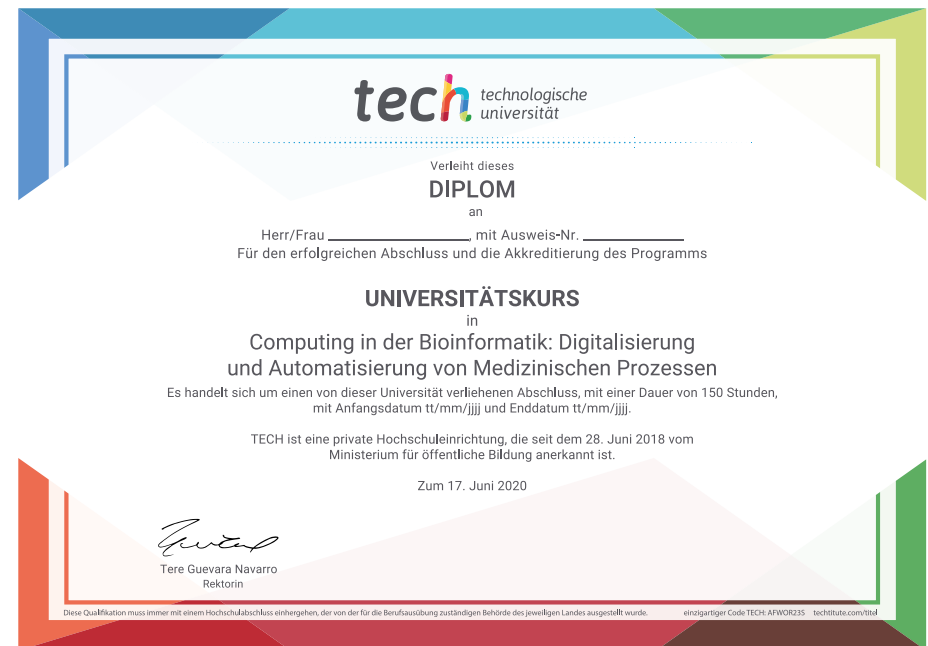 tech technologische
universität
Verleiht dieses
DIPLOM
an
Herr/Frau ____________________, mit Ausweis-Nr. ______________
Für den erfolgreichen Abschluss und die Akkreditierung des Programms
UNIVERSITÄTSKURS
in
Computing in der Bioinformatik: Digitalisierung
und Automatisierung von Medizinischen Prozessen
Es handelt sich um einen von dieser Universität verliehenen Abschluss, mit einer Dauer von 150 Stunden,
mit Anfangsdatum tt/mm/jjjj und Enddatum tt/mm/jjjj.
TECH ist eine private Hochschuleinrichtung, die seit dem 28. Juni 2018 vom
Ministerium für öffentliche Bildung anerkannt ist.
Zum 17. Juni 2020
Tere Guevara Navarro
Rektorin
Diese Qualifikation muss immer mit einem Hochschulabschluss einhergehen, der von der für die Berufsausübung zuständigen Behörde des jeweiligen Landes ausgestellt wurde. einzigartiger Code TECH: AFWOR23S techtitute.com/titel